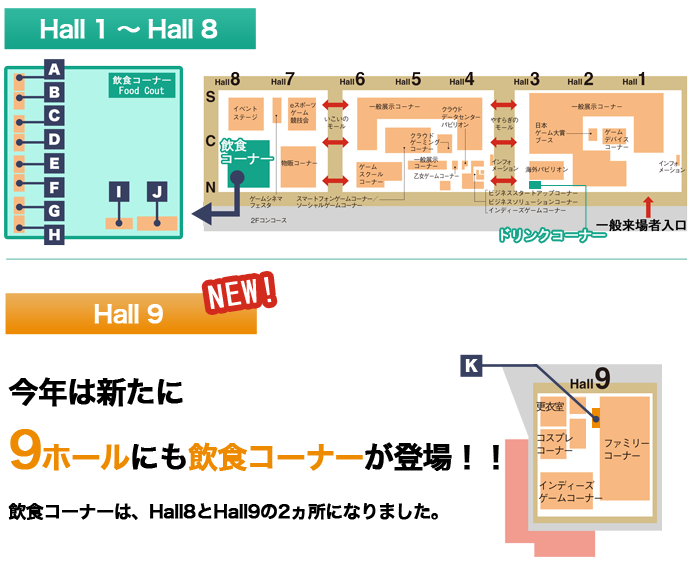 Hall 1 ～ Hall 8
A
B
C
D
E
F
G
H
I
J
飲食コーナー
Food Cout
Hall8
Hall7
Hall6
Hall5
Hall4
Hall3
Hall2
Hall1
S
C
N
イベント
ステージ
eスポーツ
ゲーム
競技会
いこいの
モール
一般展示コーナー
クラウド
データセンター
パビリオン
やすらぎの
モール
一般展示コーナー
日本
ゲーム大賞
ブース
ゲーム
デバイス
コーナー
飲食
コーナー
物販コーナー
クラウド
ゲーミング
コーナー
ゲーム
スクール
コーナー
一般展示
コーナー
乙女ゲームコーナー
インフォ
メーション
海外パビリオン
インフォ
メーション
ゲームシネマ
フェスタ
スマートフォンゲームコーナー／
ソーシャルゲームコーナー
ビジネススタートアップコーナー
ビジネスソリューションコーナー
インディーズゲームコーナー
2Fコンコース
ドリンクコーナー
一般来場者入口
Hall 9
NEW!
今年は新たに
9ホールにも飲食コーナーが登場！！
飲食コーナーは、Hall8とHall9の2ヵ所になりました。
K
Hall9
更衣室
コスプレ
コーナー
ファミリー
コーナー
インディーズ
ゲームコーナー